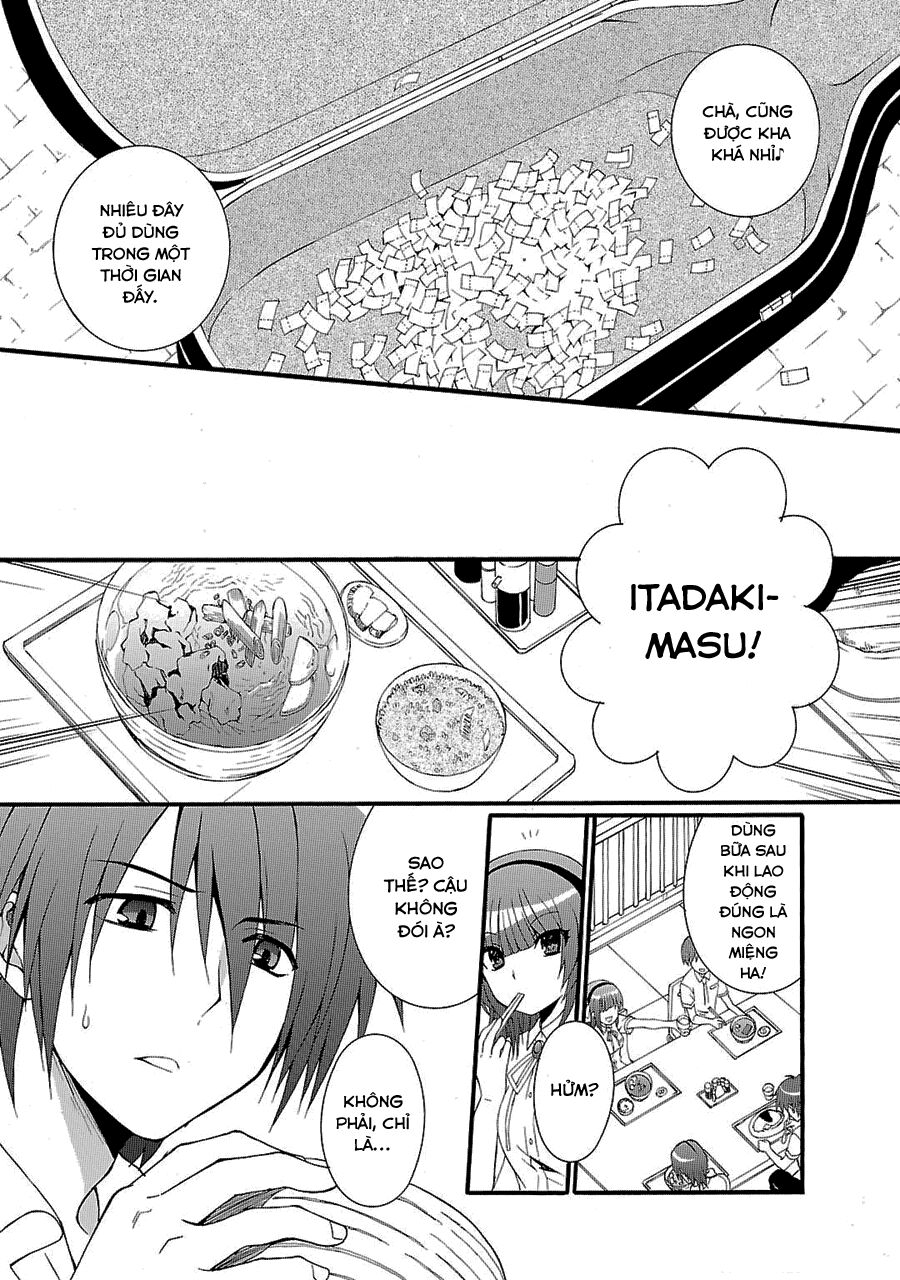 CHÀ, CŨNG
ĐƯỢC KHA
KHÁ NHỈ♪
NHIÊU ĐÂY
ĐỦ DÙNG
TRONG MỘT
THỜI GIAN
ĐẤY.
ITADAKI-
MASU!
DÙNG
BỮA SAU
KHI LAO
ĐỘNG
ĐÚNG LÀ
NGON
MIỆNG
HA!
HỬM?
SAO
THẾ? CẬU
KHÔNG
ĐÓI À?
KHÔNG
PHẢI, CHỈ
LÀ...